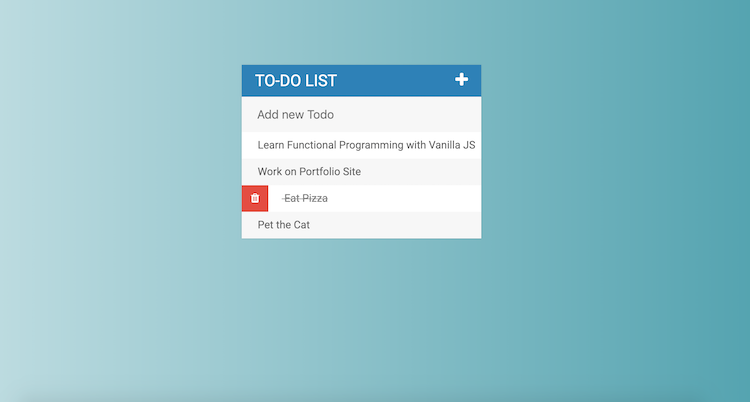 TO-DO LIST
Add new Todo
Learn Functional Programming with Vanilla JS
Work on Portfolio Site
Eat Pizza
Pet the Cat